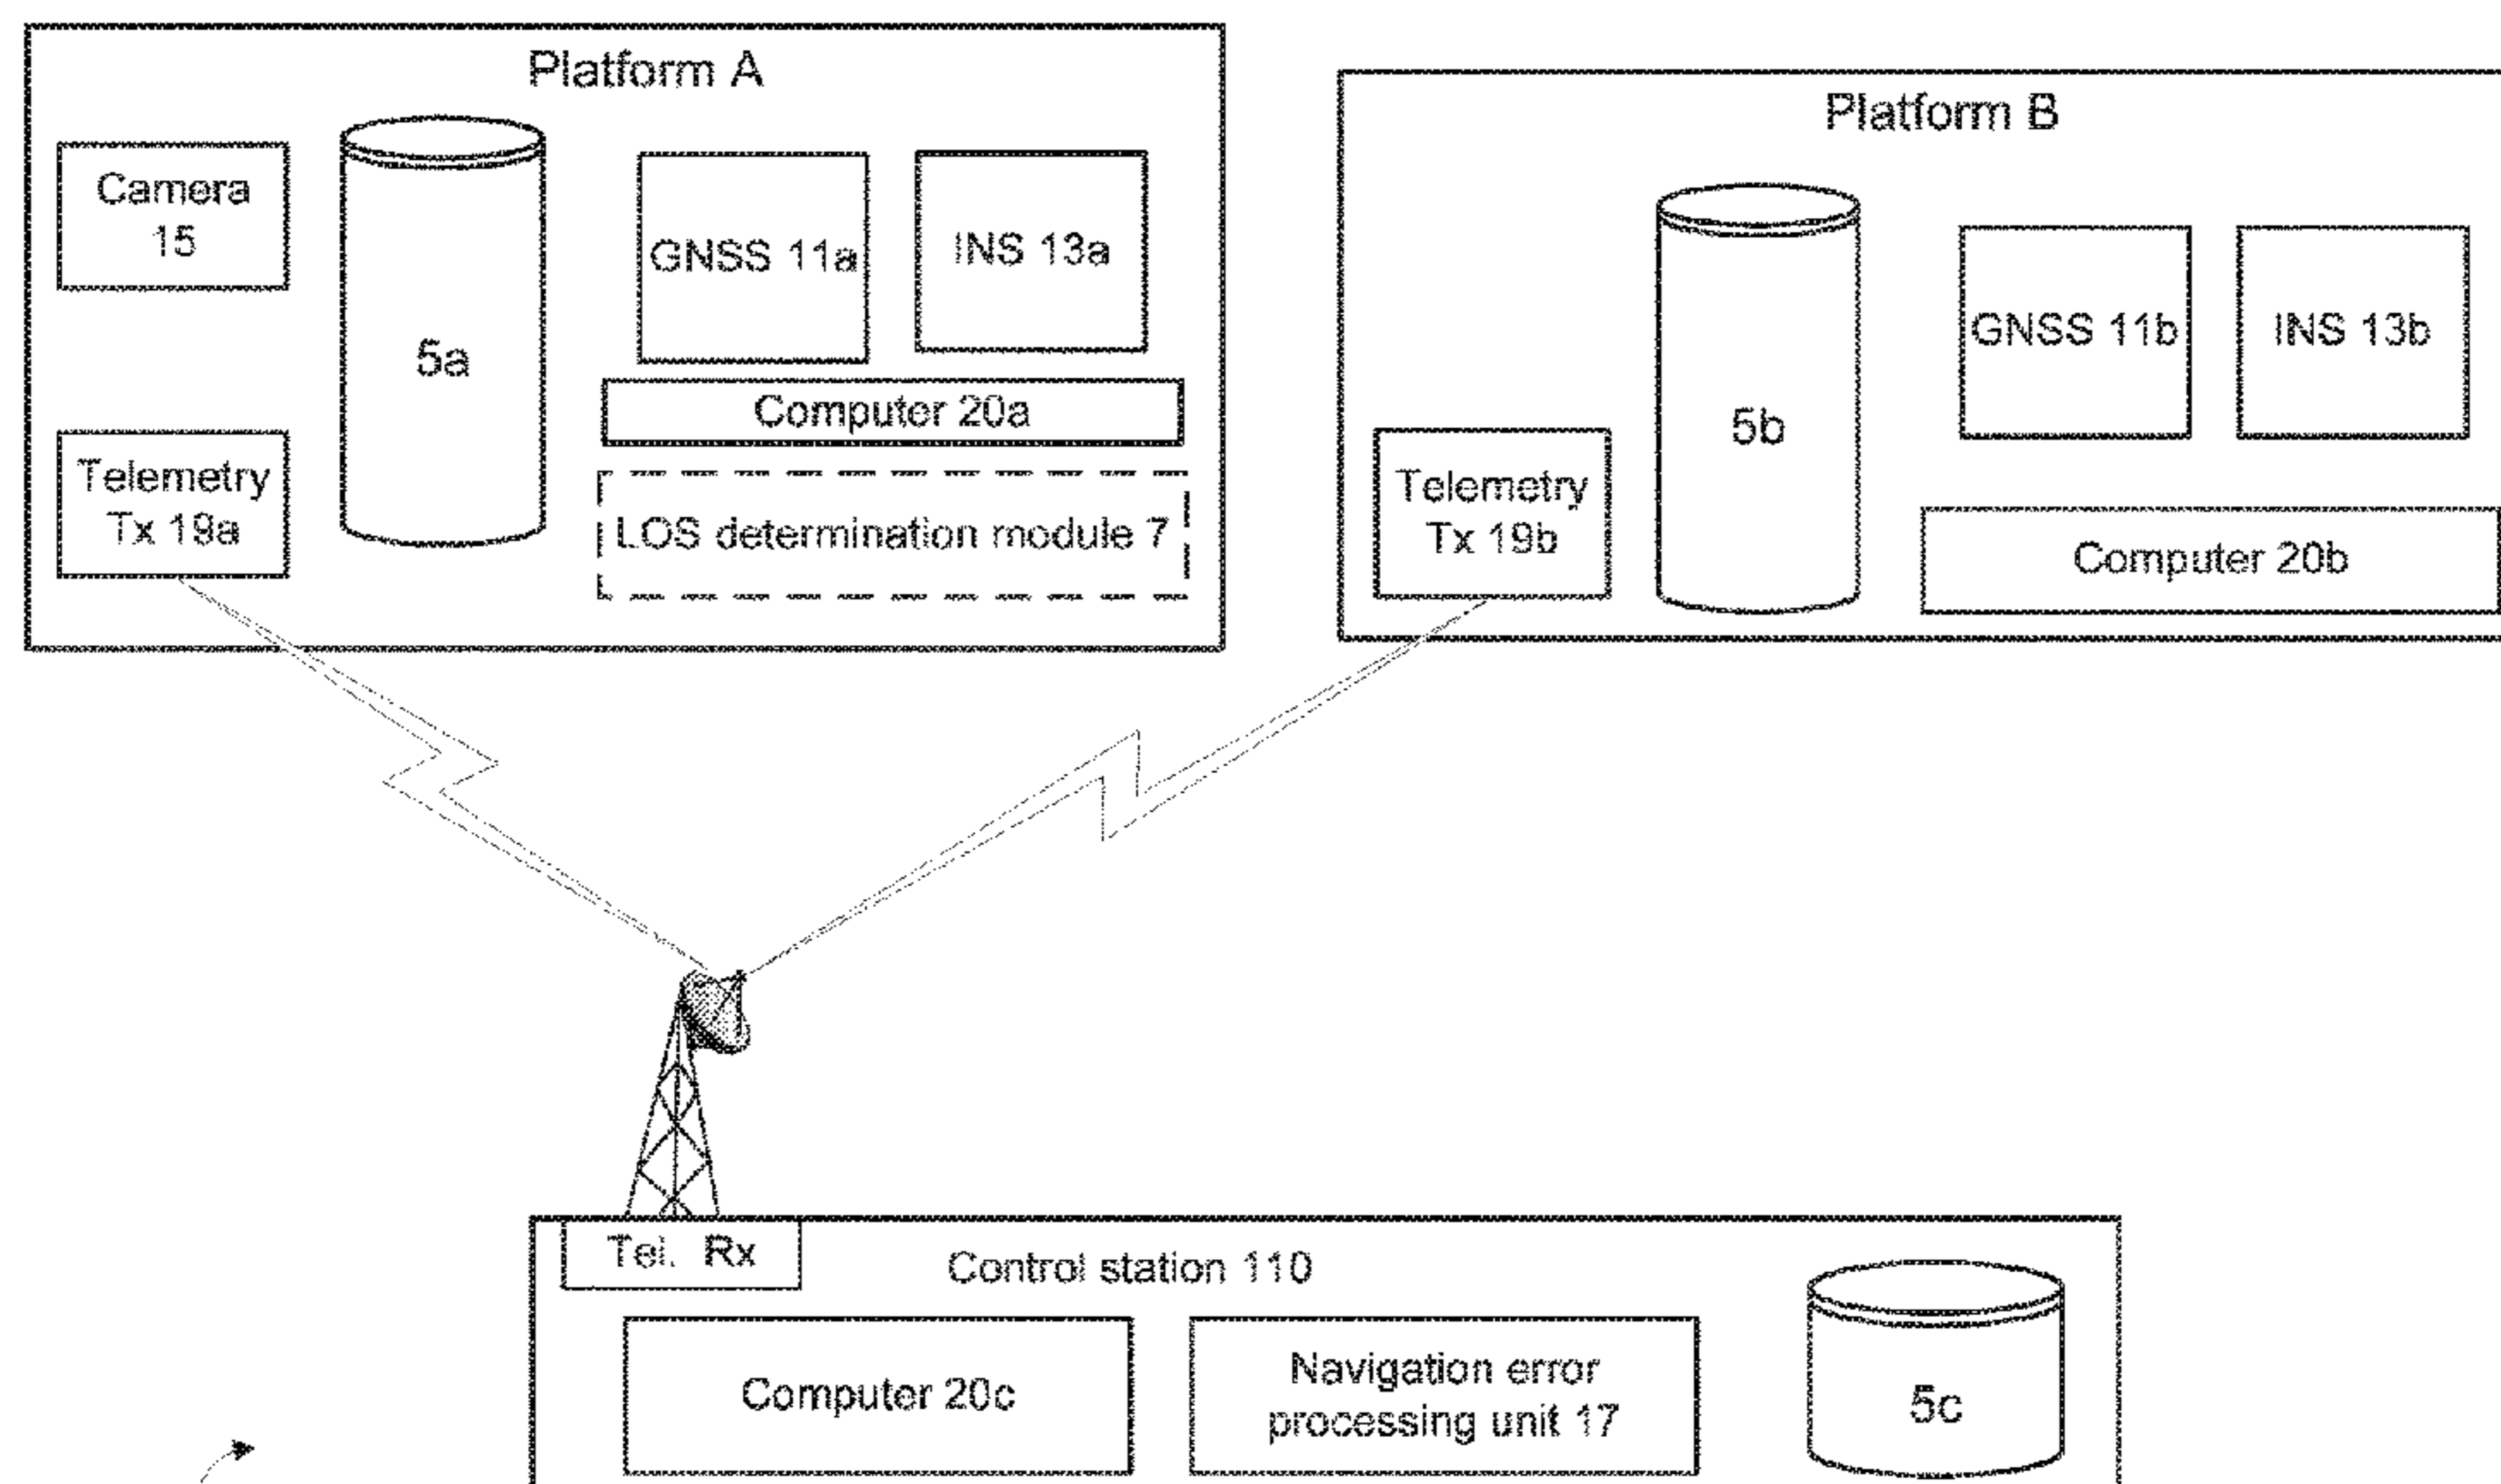 Platform A
Camera
15
5a
GNSS 11a
INS 13a
Computer 20a
Telemetry
Tx 19a
LOS determination module 7
Platform B
5b
GNSS 11b
INS 13b
Telemetry
Tx 19b
Computer 20b
Tel. Rx
Control station 110
Computer 20c
Navigation error
processing unit 17
5c